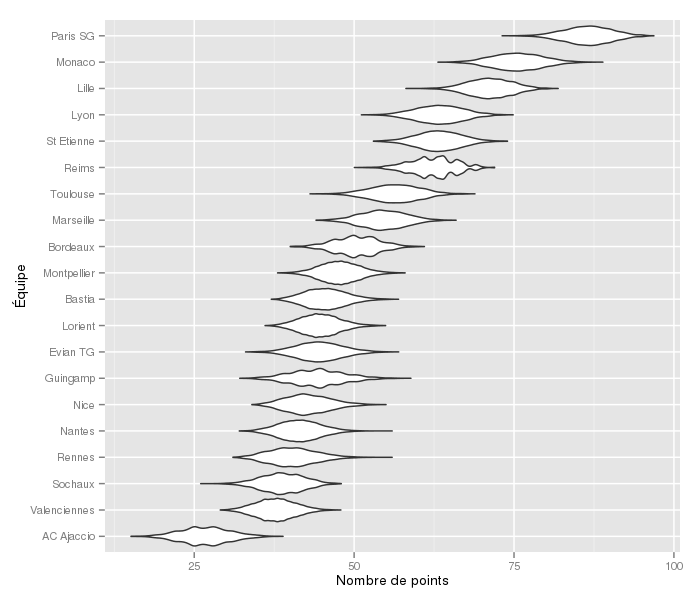 Paris SG
Monaco
Lille
Lyon
St Etienne
Reims
Toulouse
Marseille
Bordeaux
Montpellier
Bastia
Lorient
Evian TG
Guingamp
Nice
Nantes
Rennes
Sochaux
Valenciennes
AC Ajaccio
Équipe
25 50 75 100
Nombre de points